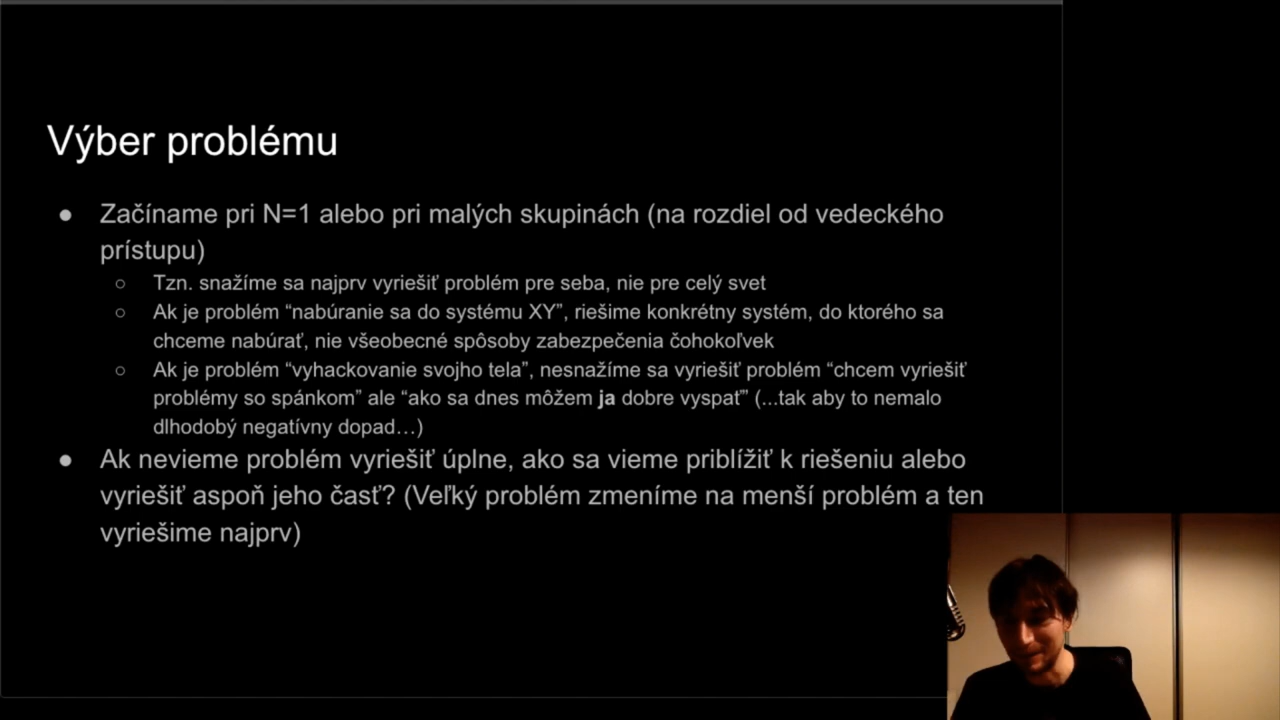 Výber problému
● Začíname pri N=1 alebo pri malých skupinách (na rozdiel od vedeckého
prístupu)
○ Tzn. snažíme sa najprv vyriešiť problém pre seba, nie pre celý svet
○ Ak je problém “nabúranie sa do systému XY”, riešime konkrétny systém, do ktorého sa
chceme nabúrať, nie všeobecné spôsoby zabezpečenia čohokoľvek
○ Ak je problém “vyhackovanie svojho tela”, nesnažíme sa vyriešiť problém “chcem vyriešiť
problémy so spánkom” ale “ako sa dnes môžem ja dobre vyspať” (...tak aby to nemalo
dlhodobý negatívny dopad…)
● Ak nevieme problém vyriešiť úplne, ako sa vieme priblížiť k riešeniu alebo
vyriešiť aspoň jeho časť? (Veľký problém zmeníme na menší problém a ten
vyriešime najprv)